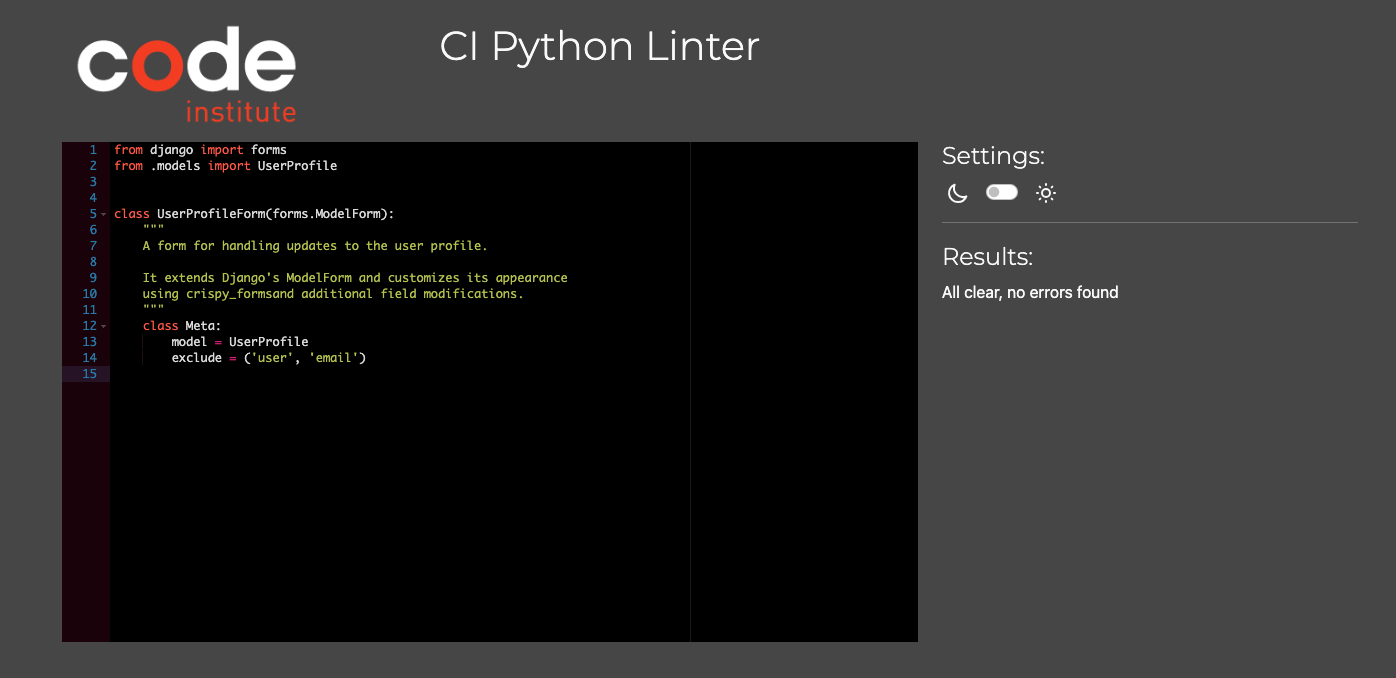 code
institute
CI Python Linter
1 from django import forms
2 from .models import UserProfile
3
4
5 class UserProfileForm(forms.ModelForm):
6     """
7     A form for handling updates to the user profile.
8
9     It extends Django's ModelForm and customizes its appearance
10     using crispy_formsand additional field modifications.
11     """
12     class Meta:
13         model = UserProfile
14         exclude = ('user', 'email')
15
Settings:
Results:
All clear, no errors found